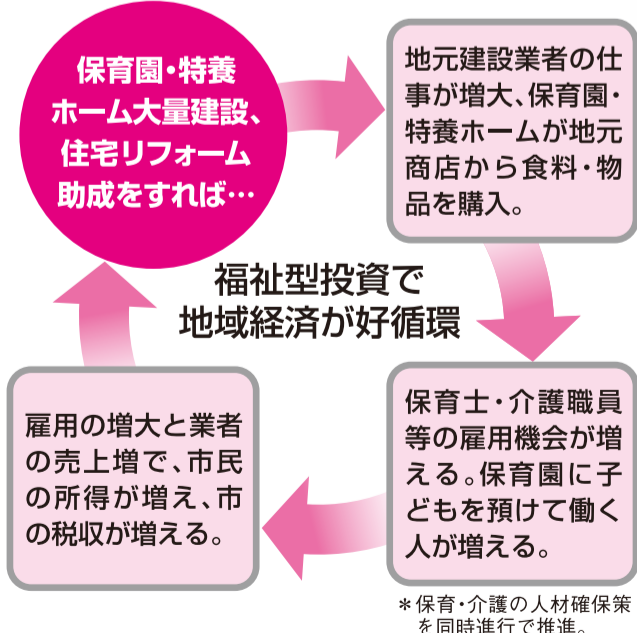 保育園・特養
ホーム大量建設、
住宅リフォーム
助成をすれば…
地元建設業者の仕
事が増大、保育園・
特養ホームが地元
商店から食料・物
品を購入。
福祉型投資で
地域経済が好循環
保育士・介護職員
等の雇用機会が増
える。保育園に子
どもを預けて働く
人が増える。
＊保育・介護の人材確保策
を同時進行で推進。
雇用の増大と業者
の売上増で、市民
の所得が増え、市
の税収が増える。